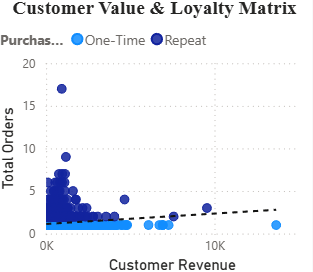 Customer Value & Loyalty Matrix
Purchas... One-Time Repeat
20
15
10
5
0
0K 10K
Total Orders
Customer Revenue